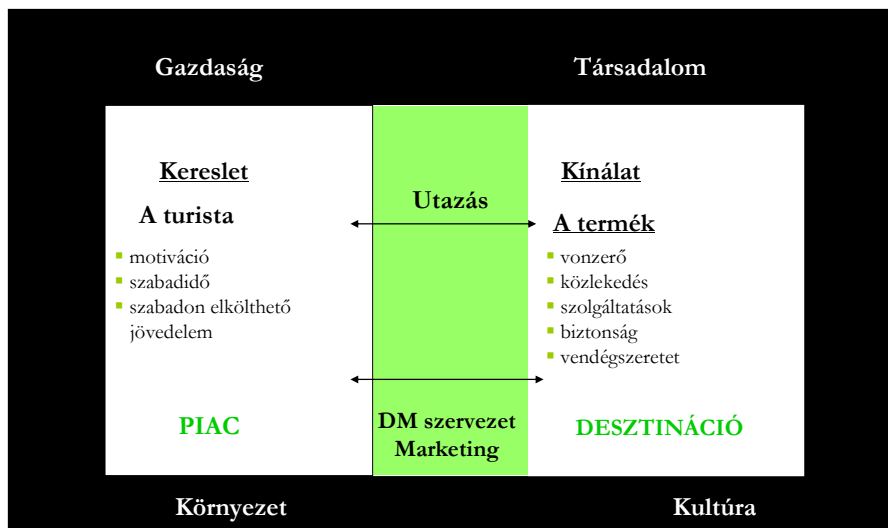 Gazdaság
Társadalom
Kereslet
A turista
▪ motiváció
▪ szabadidő
▪ szabadon elkölthető
jövedelem
PIAC
Utazás
DM szervezet
Marketing
Kínálat
A termék
▪ vonzerő
▪ közlekedés
▪ szolgáltatások
▪ biztonság
▪ vendégszeretet
DESZTINÁCIÓ
Környezet
Kultúra